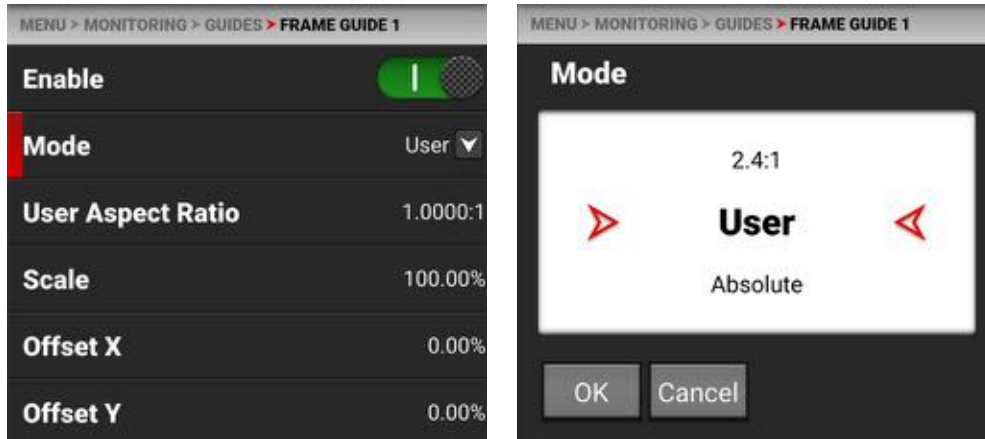 MENU > MONITORING > GUIDES > FRAME GUIDE 1
Enable
Mode User
User Aspect Ratio 1.0000:1
Scale 100.00%
Offset X 0.00%
Offset Y 0.00%
MENU > MONITORING > GUIDES > FRAME GUIDE 1
Mode
2.4:1
User
Absolute
OK Cancel